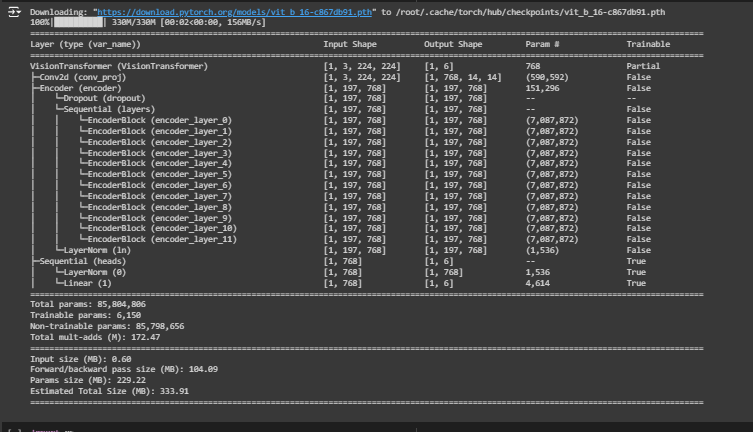 Downloading: "https://download.pytorch.org/models/vit_b_16-c867db91.pth" to /root/.cache/torch/hub/checkpoints/vit_b_16-c867db91.pth
100%|██████████| 330M/330M [00:02<00:00, 156MB/s]
Layer (type (var_name)) Input Shape Output Shape Param # Trainable
VisionTransformer (VisionTransformer) [1, 3, 224, 224] [1, 6] 768 Partial
├─Conv2d (conv_proj) [1, 3, 224, 224] [1, 768, 14, 14] (590,592) False
├─Encoder (encoder) [1, 197, 768] [1, 197, 768] 151,296 False
│ └─Dropout (dropout) [1, 197, 768] [1, 197, 768] -- --
│ └─Sequential (layers) [1, 197, 768] [1, 197, 768] -- False
│ │ └─EncoderBlock (encoder_layer_0) [1, 197, 768] [1, 197, 768] (7,087,872) False
│ │ └─EncoderBlock (encoder_layer_1) [1, 197, 768] [1, 197, 768] (7,087,872) False
│ │ └─EncoderBlock (encoder_layer_2) [1, 197, 768] [1, 197, 768] (7,087,872) False
│ │ └─EncoderBlock (encoder_layer_3) [1, 197, 768] [1, 197, 768] (7,087,872) False
│ │ └─EncoderBlock (encoder_layer_4) [1, 197, 768] [1, 197, 768] (7,087,872) False
│ │ └─EncoderBlock (encoder_layer_5) [1, 197, 768] [1, 197, 768] (7,087,872) False
│ │ └─EncoderBlock (encoder_layer_6) [1, 197, 768] [1, 197, 768] (7,087,872) False
│ │ └─EncoderBlock (encoder_layer_7) [1, 197, 768] [1, 197, 768] (7,087,872) False
│ │ └─EncoderBlock (encoder_layer_8) [1, 197, 768] [1, 197, 768] (7,087,872) False
│ │ └─EncoderBlock (encoder_layer_9) [1, 197, 768] [1, 197, 768] (7,087,872) False
│ │ └─EncoderBlock (encoder_layer_10) [1, 197, 768] [1, 197, 768] (7,087,872) False
│ │ └─EncoderBlock (encoder_layer_11) [1, 197, 768] [1, 197, 768] (7,087,872) False
│ └─LayerNorm (ln) [1, 197, 768] [1, 197, 768] (1,536) False
├─Sequential (heads) [1, 768] [1, 6] -- True
│ └─LayerNorm (0) [1, 768] [1, 768] 1,536 True
│ └─Linear (1) [1, 768] [1, 6] 4,614 True
Total params: 85,804,806
Trainable params: 6,150
Non-trainable params: 85,798,656
Total mult-adds (M): 172.47
Input size (MB): 0.60
Forward/backward pass size (MB): 104.09
Params size (MB): 229.22
Estimated Total Size (MB): 333.91